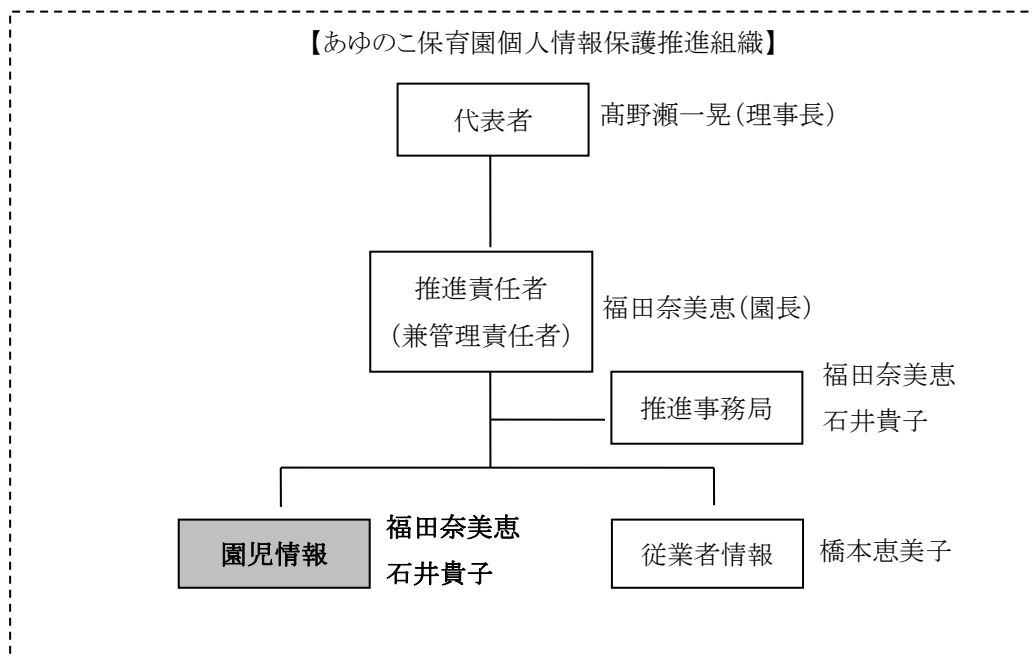 【あゆのこ保育園個人情報保護推進組織】
代表者
髙野瀬一晃(理事長)
推進責任者
(兼管理責任者)
福田奈美恵(園長)
推進事務局
福田奈美恵
石井貴子
園児情報
福田奈美恵
石井貴子
従業者情報
橋本恵美子